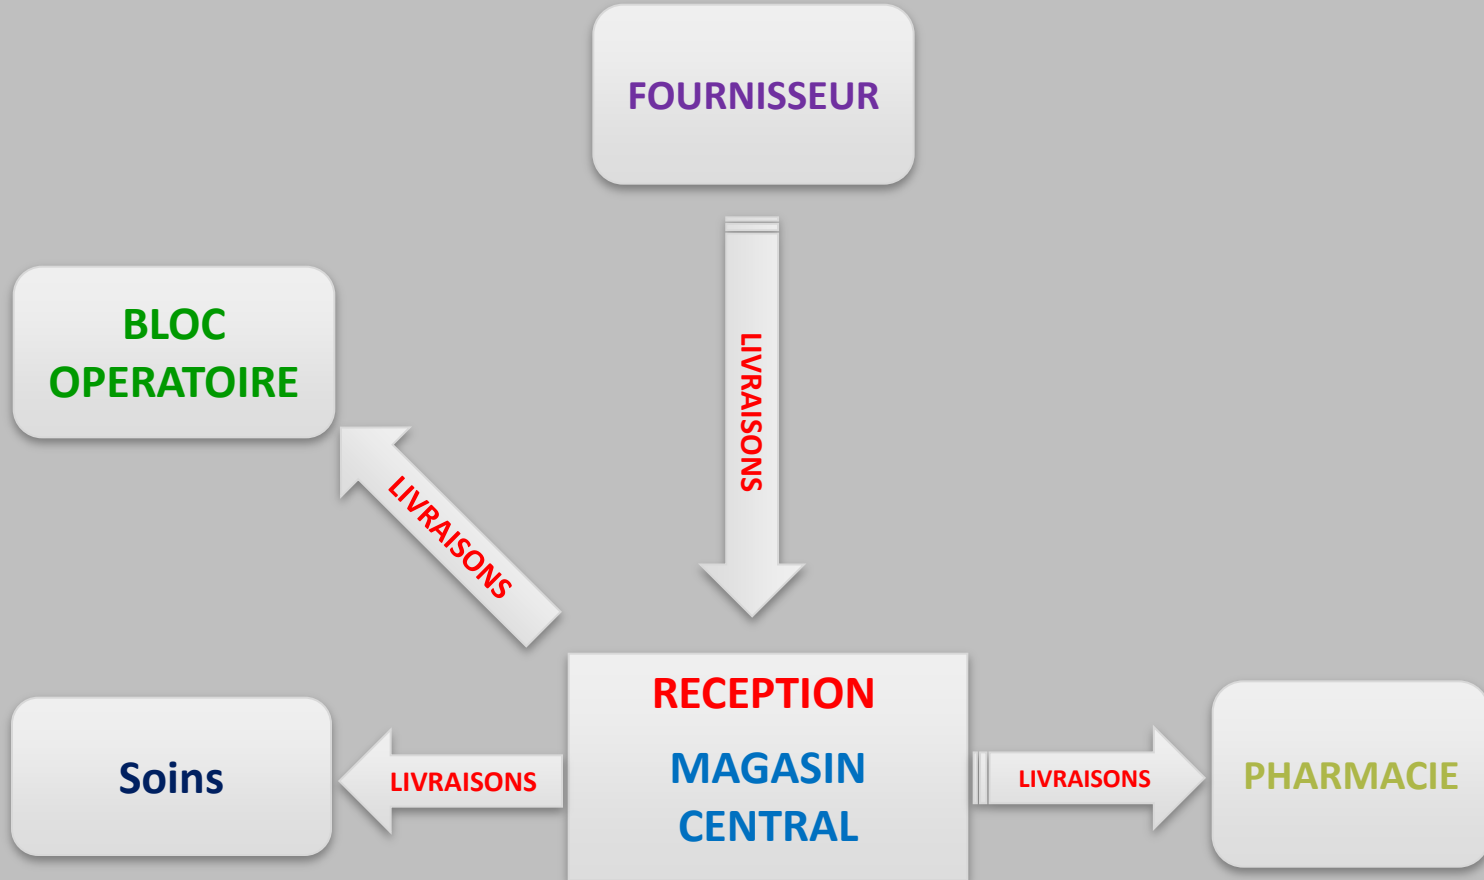 FOURNISSEUR
BLOC
OPERATOIRE
LIVRAISONS
LIVRAISONS
RECEPTION
MAGASIN
CENTRAL
Soins
LIVRAISONS
LIVRAISONS
PHARMACIE